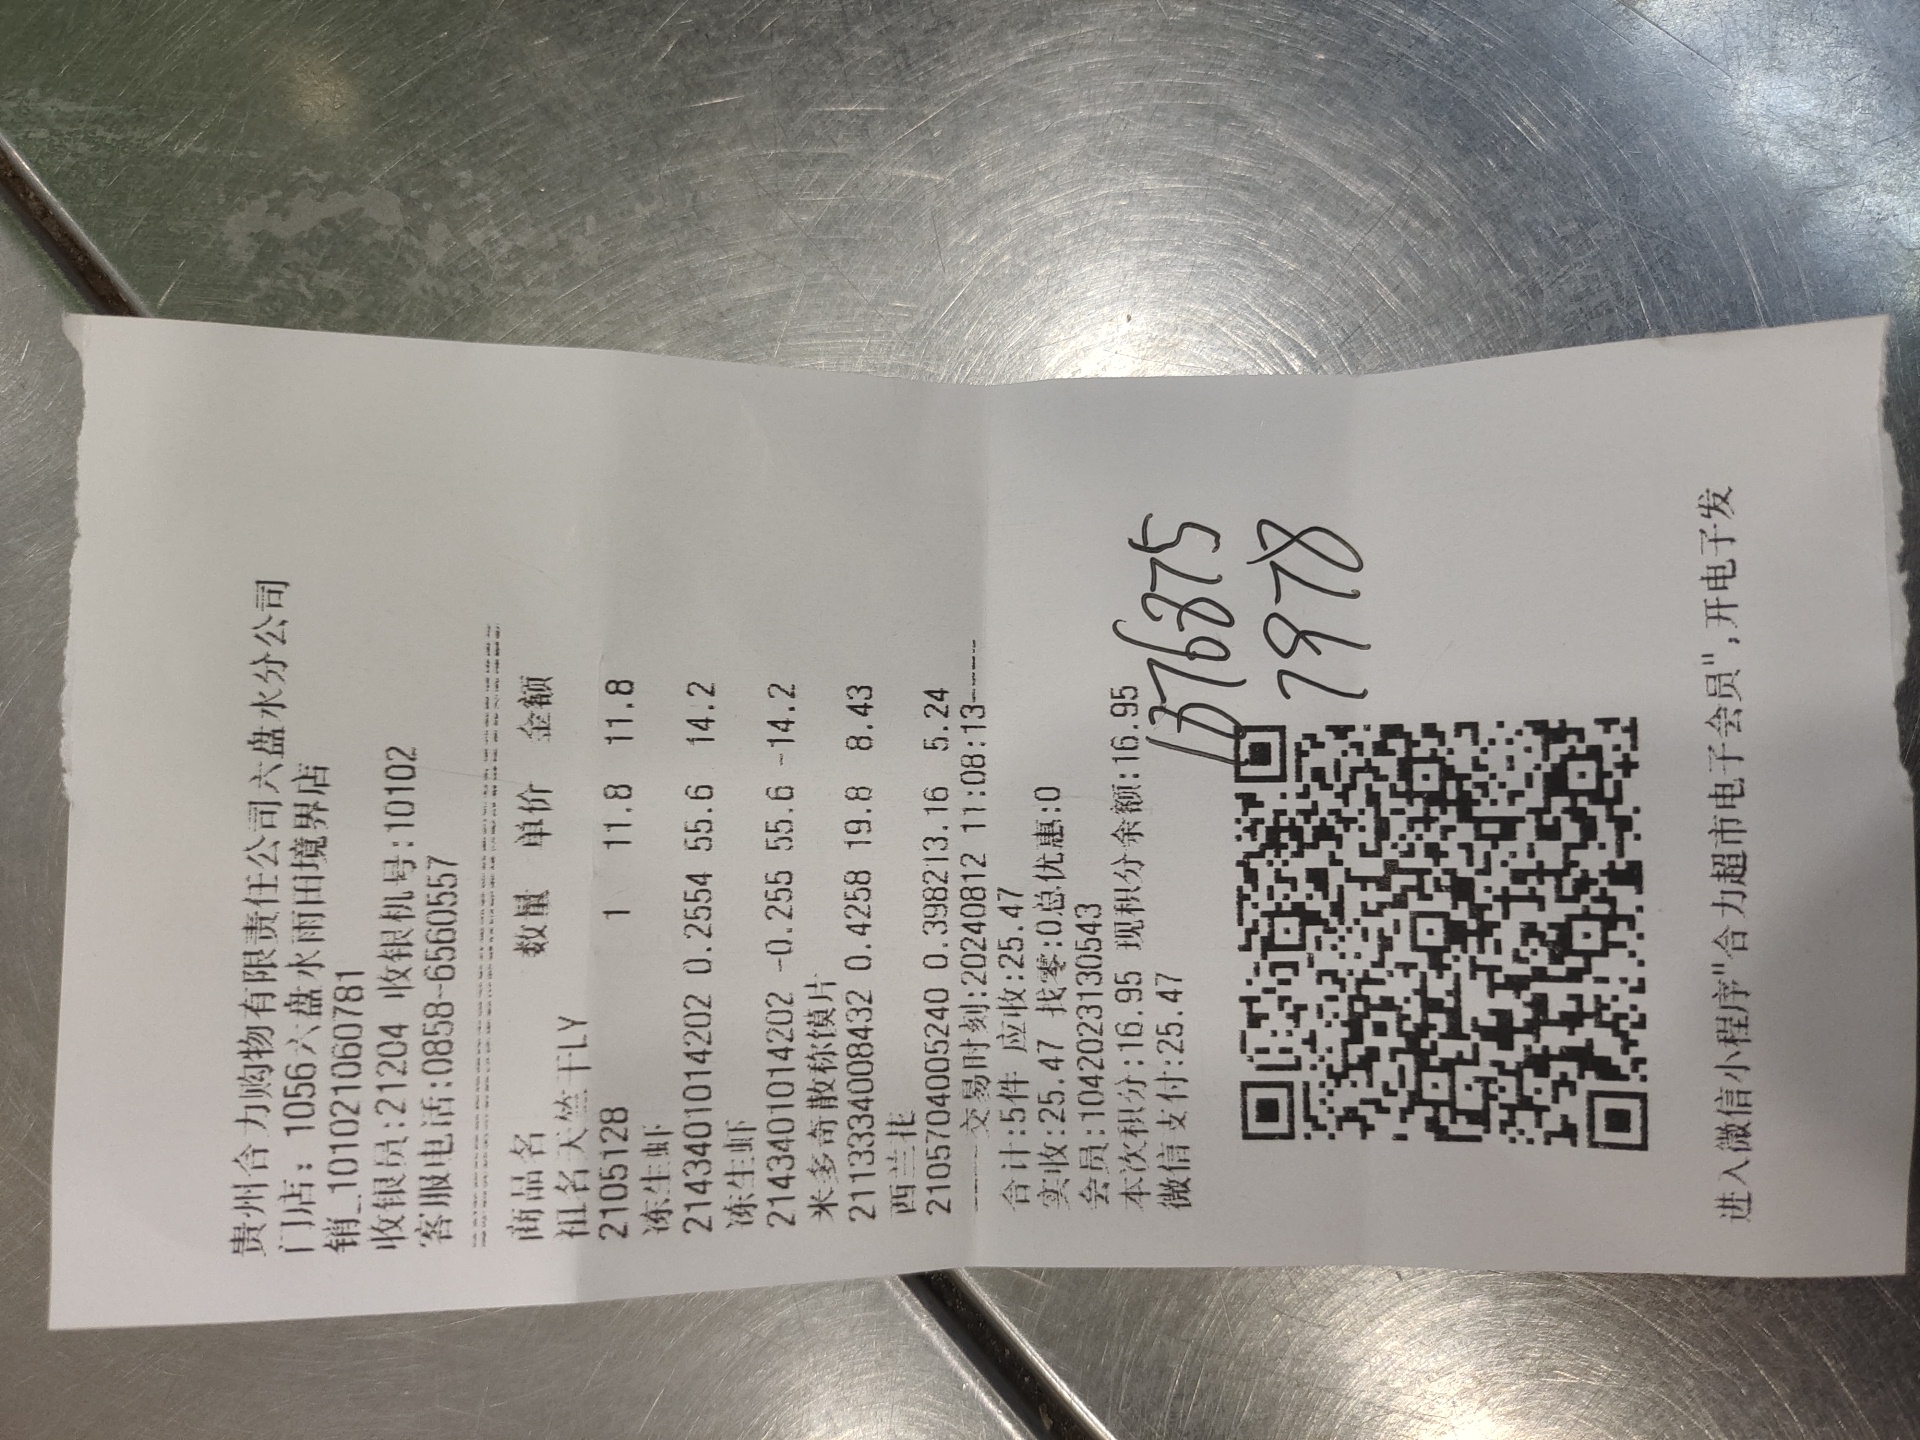 贵州合力购物有限责任公司六盘水分公司
门店: 1056六盘水雨田境界店
销_1010210607​81
收银员:21204 收银机号:10102
客服电话:0858-6560557
商品名 数量 单价 金额
祖名天竺干LY
2105128 1 11.8 11.8
冻生虾
2143401014202 0.2554 55.6 14.2
冻生虾
2143401014202 -0.255 55.6 -14.2
米多奇散称馍片
2113334008432 0.4258 19.8 8.43
西兰花
2105704005240 0.398213.16 5.24
交易时刻:20240812 11:08:13
合计:5件 应收:25.47
实收:25.47 找零:0总优惠:0
会员:1042023130543
本次积分:16.95 现积分余额:16.95
微信支付:25.47
7978
进入微信小程序"合力超市电子会员",开电子发